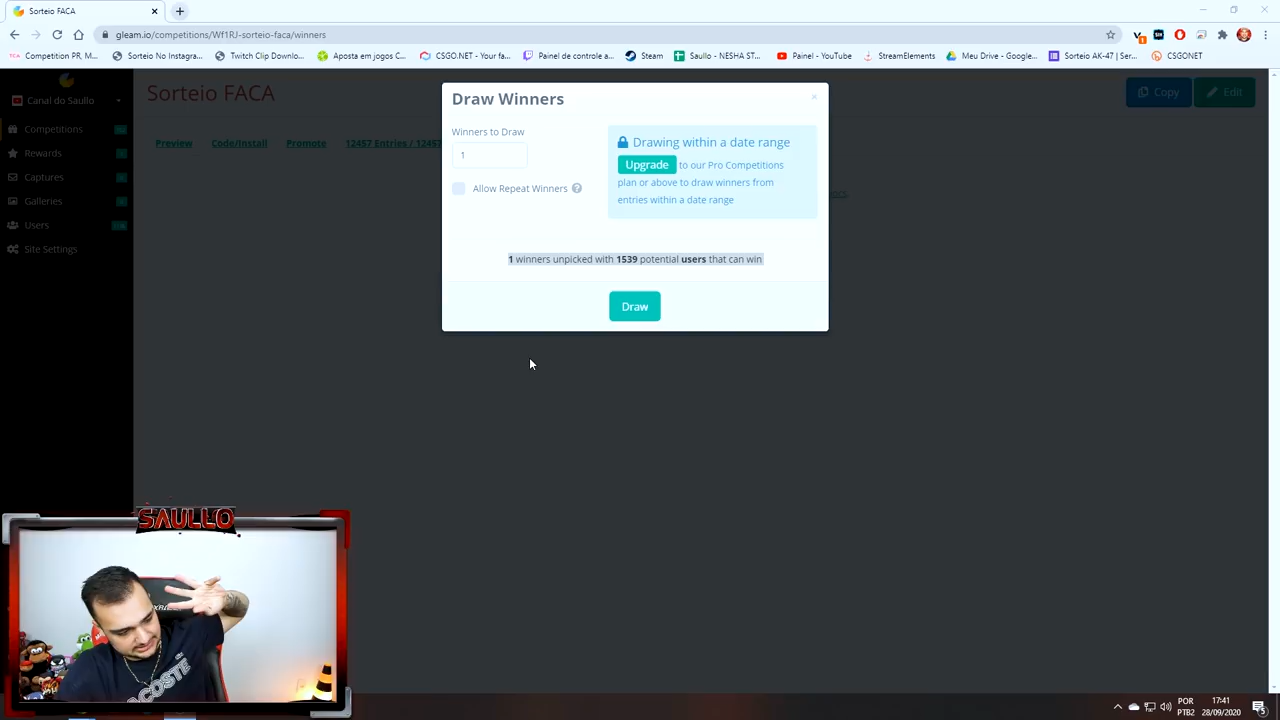 Sorteio FACA
gleam.io/competitions/Wf1RJ-sorteio-faca/winners
Competition PR, M...
Sorteio No Instagra...
Twitch Clip Downlo...
Aposta em jogos C...
CSGO.NET - Your fa...
Painel de controle a...
Steam
Saullo - NESHA ST...
Painel - YouTube
StreamElements
Meu Drive - Google...
Sorteio AK-47 | Ser...
CSGONET
Canal do Saullo
Competitions
Rewards
Captures
Galleries
Users
Site Settings
Sorteio FACA
Copy
Edit
Preview
Code/Install
Promote
12457 Entries /
Draw Winners
Winners to Draw
1
Allow Repeat Winners
Drawing within a date range
Upgrade to our Pro Competitions
plan or above to draw winners from
entries within a date range
1 winners unpicked with 1539 potential users that can win
Draw
SAULLO
POR
PTB2
17:41
28/09/2020